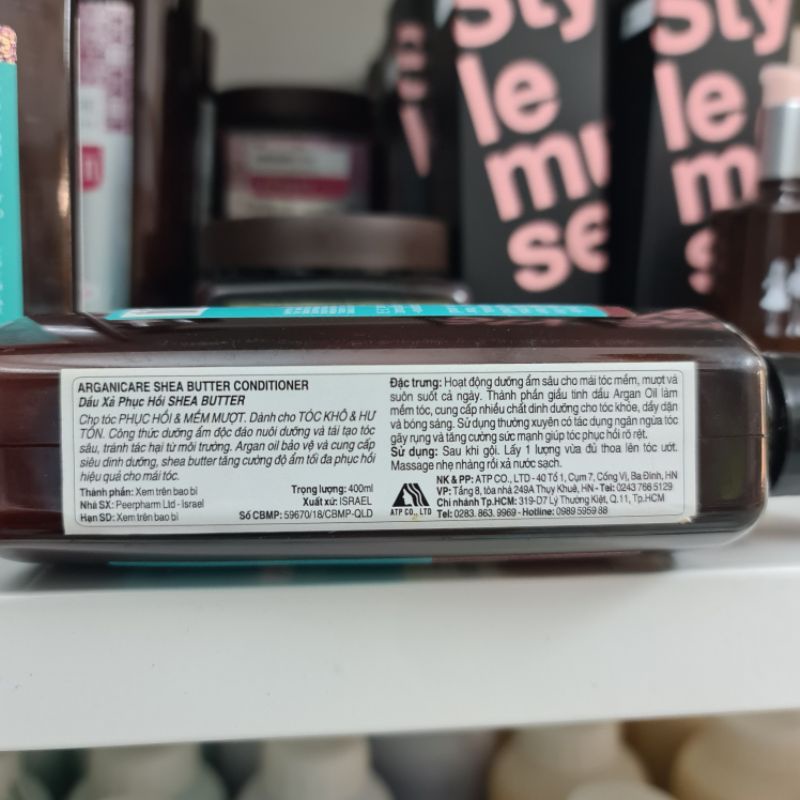 Sty
le
mu
se
Sty
le
m
se
ARGANICARE SHEA BUTTER CONDITIONER
Dầu Xả Phục Hồi SHEA BUTTER
Chp tóc PHỤC HỒI & MỀM MƯỢT. Dành cho TÓC KHÔ & HƯ
TỔN. Công thức dưỡng ẩm độc đáo nuôi dưỡng và tái tạo tóc
sâu, tránh tác hại từ môi trường. Argan oil bảo vệ và cung cấp
siêu dinh dưỡng, shea butter tăng cường độ ẩm tối đa phục hồi
hiệu quả cho mái tóc.
Thành phần: Xem trên bao bì
Nhà SX: Peerpharm Ltd - Israel
Hạn SD: Xem trên bao bì
Trọng lượng: 400ml
Xuất xứ: ISRAEL
Số CBMP: 59670/18/CBMP-QLD
Đặc trưng: Hoạt động dưỡng ẩm sâu cho mái tóc mềm, mượt và
suôn suốt cả ngày. Thành phần giầu tinh dầu Argan Oil làm
mềm tóc, cung cấp nhiều chất dinh dưỡng cho tóc khỏe, dầy dặn
và bóng sáng. Sử dụng thường xuyên có tác dụng ngăn ngừa tóc
gãy rụng và tăng cường sức mạnh giúp tóc phục hồi rõ rệt.
Sử dụng: Sau khi gội. Lấy 1 lượng vừa đủ thoa lên tóc ướt.
Massage nhẹ nhàng rồi xả nước sạch.
ATP CO., LTD
NK & PP: ATP CO., LTD - 40 Tổ 1, Cụm 7, Cống Vị, Ba Đình, HN
VP: Tầng 8, tòa nhà 249A Thụy Khuê, HN - Tel: 0243 766 5129
Chi nhánh Tp.HCM: 319-D7 Lý Thường Kiệt, Q.11, Tp.HCM
Tel: 0283. 863. 9969 - Hotline: 0989 5959 88